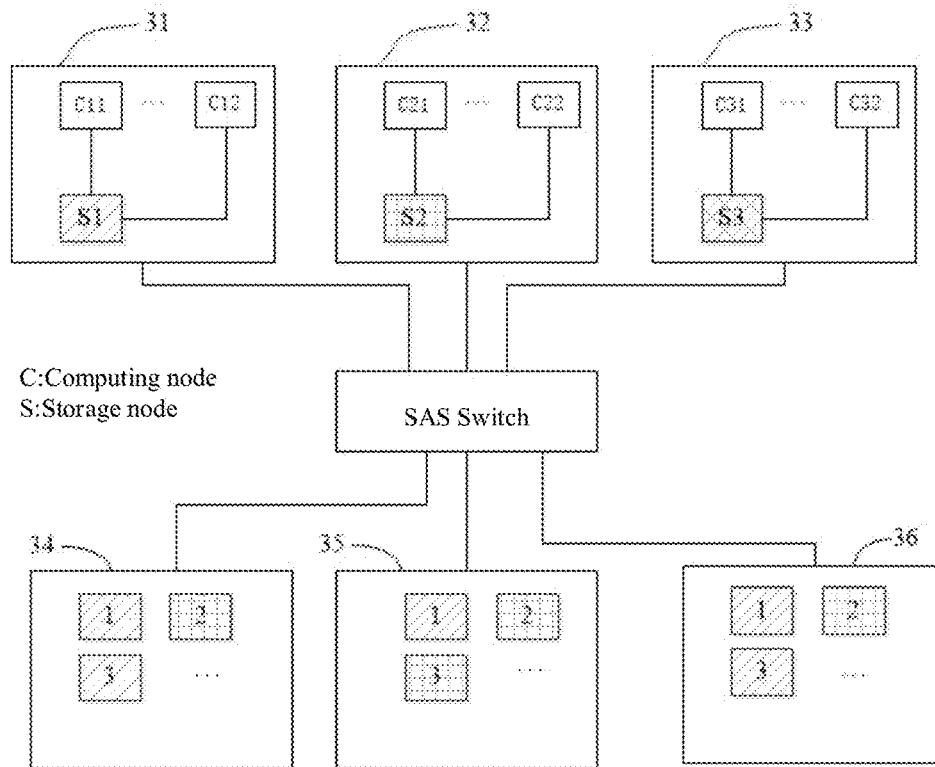 31
32
33
C11 ... C12
C21 ... C22
C31 ... C32
S1
S2
S3
C:Computing node
S:Storage node
SAS Switch
34
35
36
1 2
3 ...
1 2
3 ....
1 2
3 ...